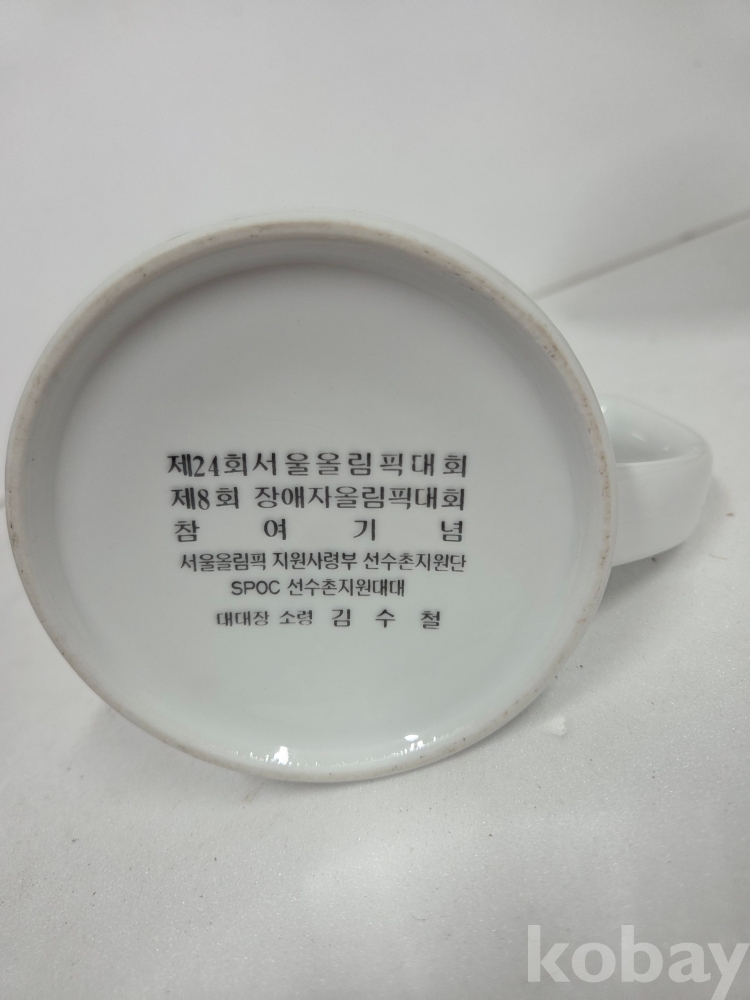 제24회서울올림픽대회
제8회 장애자올림픽대회
참 여 기 념
서울올림픽 지원사령부 선수촌지원단
SPOC 선수촌지원대대
대대장 소령 김 수 철
kobay